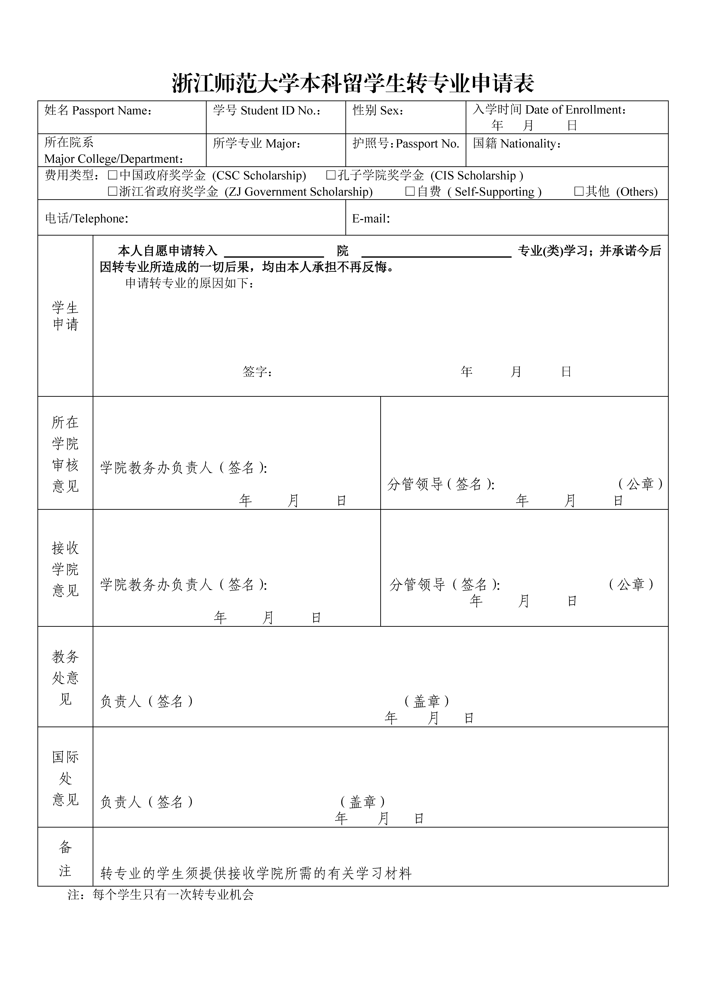 浙江师范大学本科留学生转专业申请表
姓名 Passport Name：
学号 Student ID No.：
性别 Sex：
入学时间 Date of Enrollment：
年 月 日
所在院系
Major College/Department：
所学专业 Major：
护照号：Passport No.
国籍 Nationality：
费用类型：□中国政府奖学金 (CSC Scholarship) □孔子学院奖学金 (CIS Scholarship )
□浙江省政府奖学金 (ZJ Government Scholarship) □自费 ( Self-Supporting ) □其他 (Others)
电话/Telephone：
E-mail：
学生
申请
本人自愿申请转入 ________ 院 ____________ 专业(类)学习；并承诺今后
因转专业所造成的一切后果，均由本人承担不再反悔。
申请转专业的原因如下：
签字： 年 月 日
所在
学院
审核
意见
学院教务办负责人（签名）：
年 月 日
分管领导（签名）： （公章）
年 月 日
接收
学院
意见
学院教务办负责人（签名）：
年 月 日
分管领导（签名）： （公章）
年 月 日
教务
处意
见
负责人（签名） （盖章）
年 月 日
国际
处
意见
负责人（签名） （盖章）
年 月 日
备
注
转专业的学生须提供接收学院所需的有关学习材料
注：每个学生只有一次转专业机会